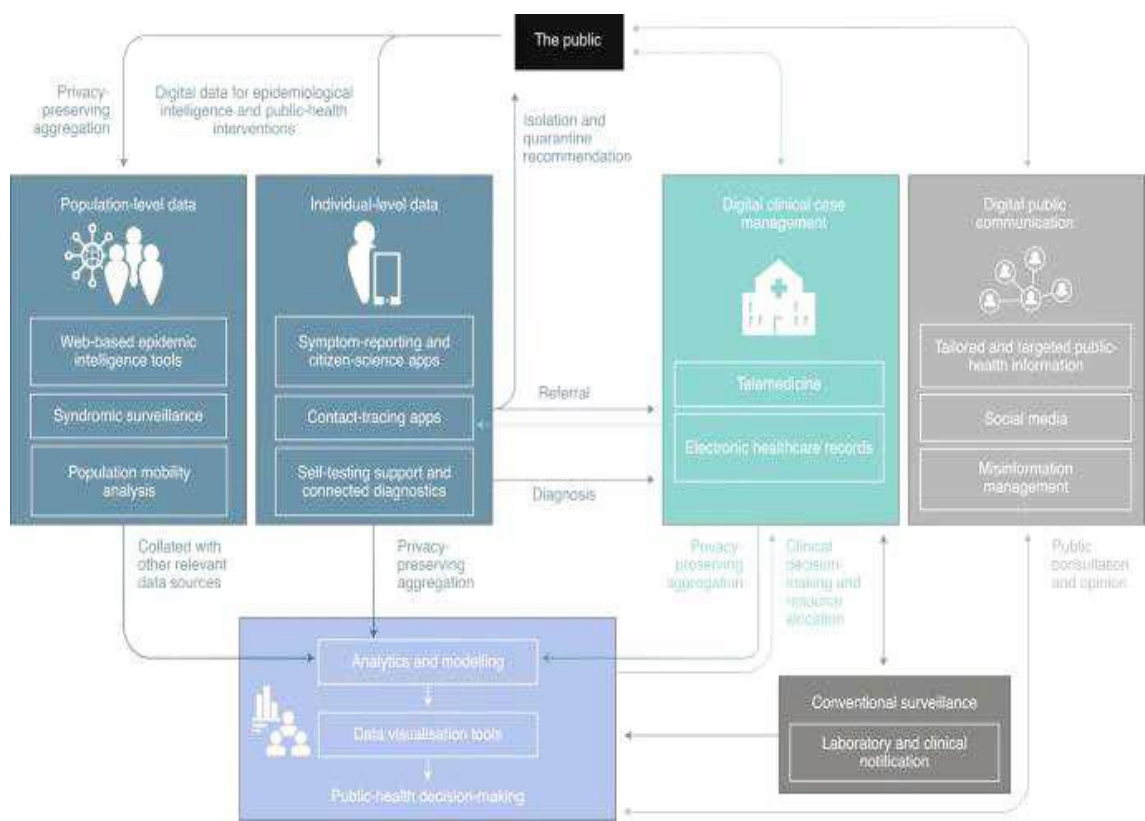 The public
Privacy-
preserving
aggregation
Digital data for epidemiological
intelligence and public-health
interventions
Isolation and
quarantine
recommendation
Population-level data
Individual-level data
Digital clinical case
management
Digital public
communication
Web-based epidemic
intelligence tools
Syndromic surveillance
Population mobility
analysis
Symptom-reporting and
citizen-science apps
Contact-tracing apps
Self-testing support and
connected diagnostics
Referral
Diagnosis
Telemedicine
Electronic healthcare records
Tailored and targeted public-
health information
Social media
Misinformation
management
Collated with
other relevant
data sources
Privacy-
preserving
aggregation
Privacy-
preserving
aggregation
Clinical
decision-
making and
resource
allocation
Public
consultation
and opinion
Analytics and modelling
Data visualisation tools
Public-health decision-making
Conventional surveillance
Laboratory and clinical
notification